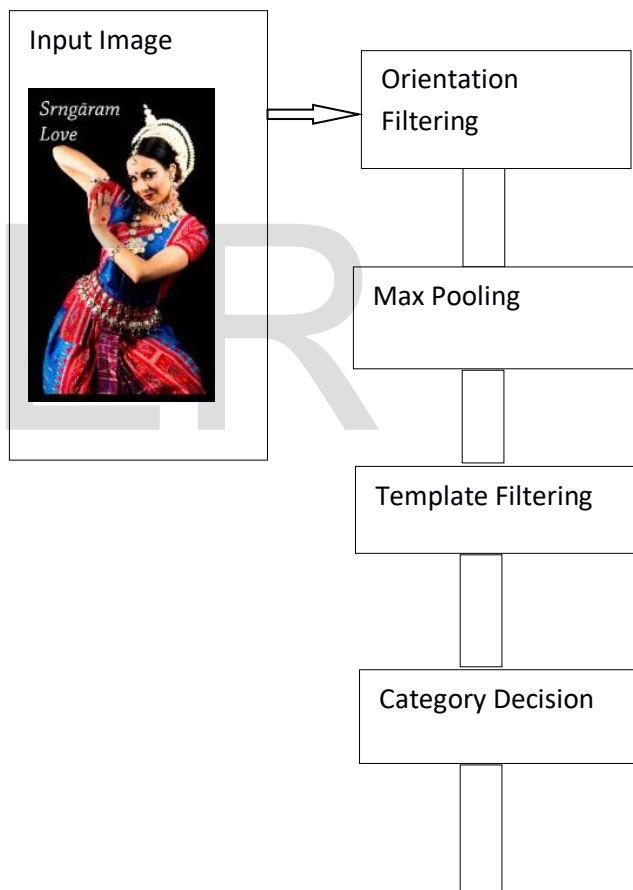 Input Image
Srngāram
Love
Orientation
Filtering
Max Pooling
Template Filtering
Category Decision